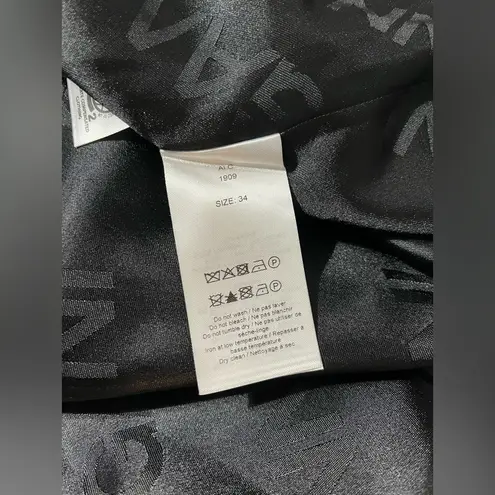 1909
SIZE: 34
2
Do not wash / Ne pas laver
Do not bleach / Ne pas blanchir
Do not tumble dry / Ne pas utiliser de
sèche-linge
Iron at low temperature / Repasser à
basse température
Dry clean / Nettoyage à sec